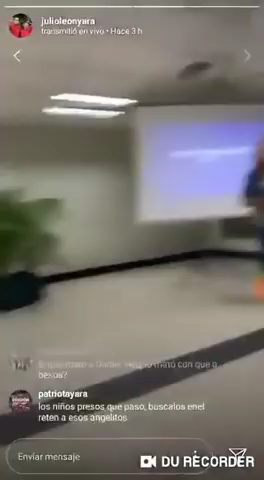 julioleonyara
transmitió en vivo • Hace 3 h
besos?
patriotayara
los niños presos que paso, buscalos enel
reten a esos angelitos
Enviar mensaje
DU RECORDER